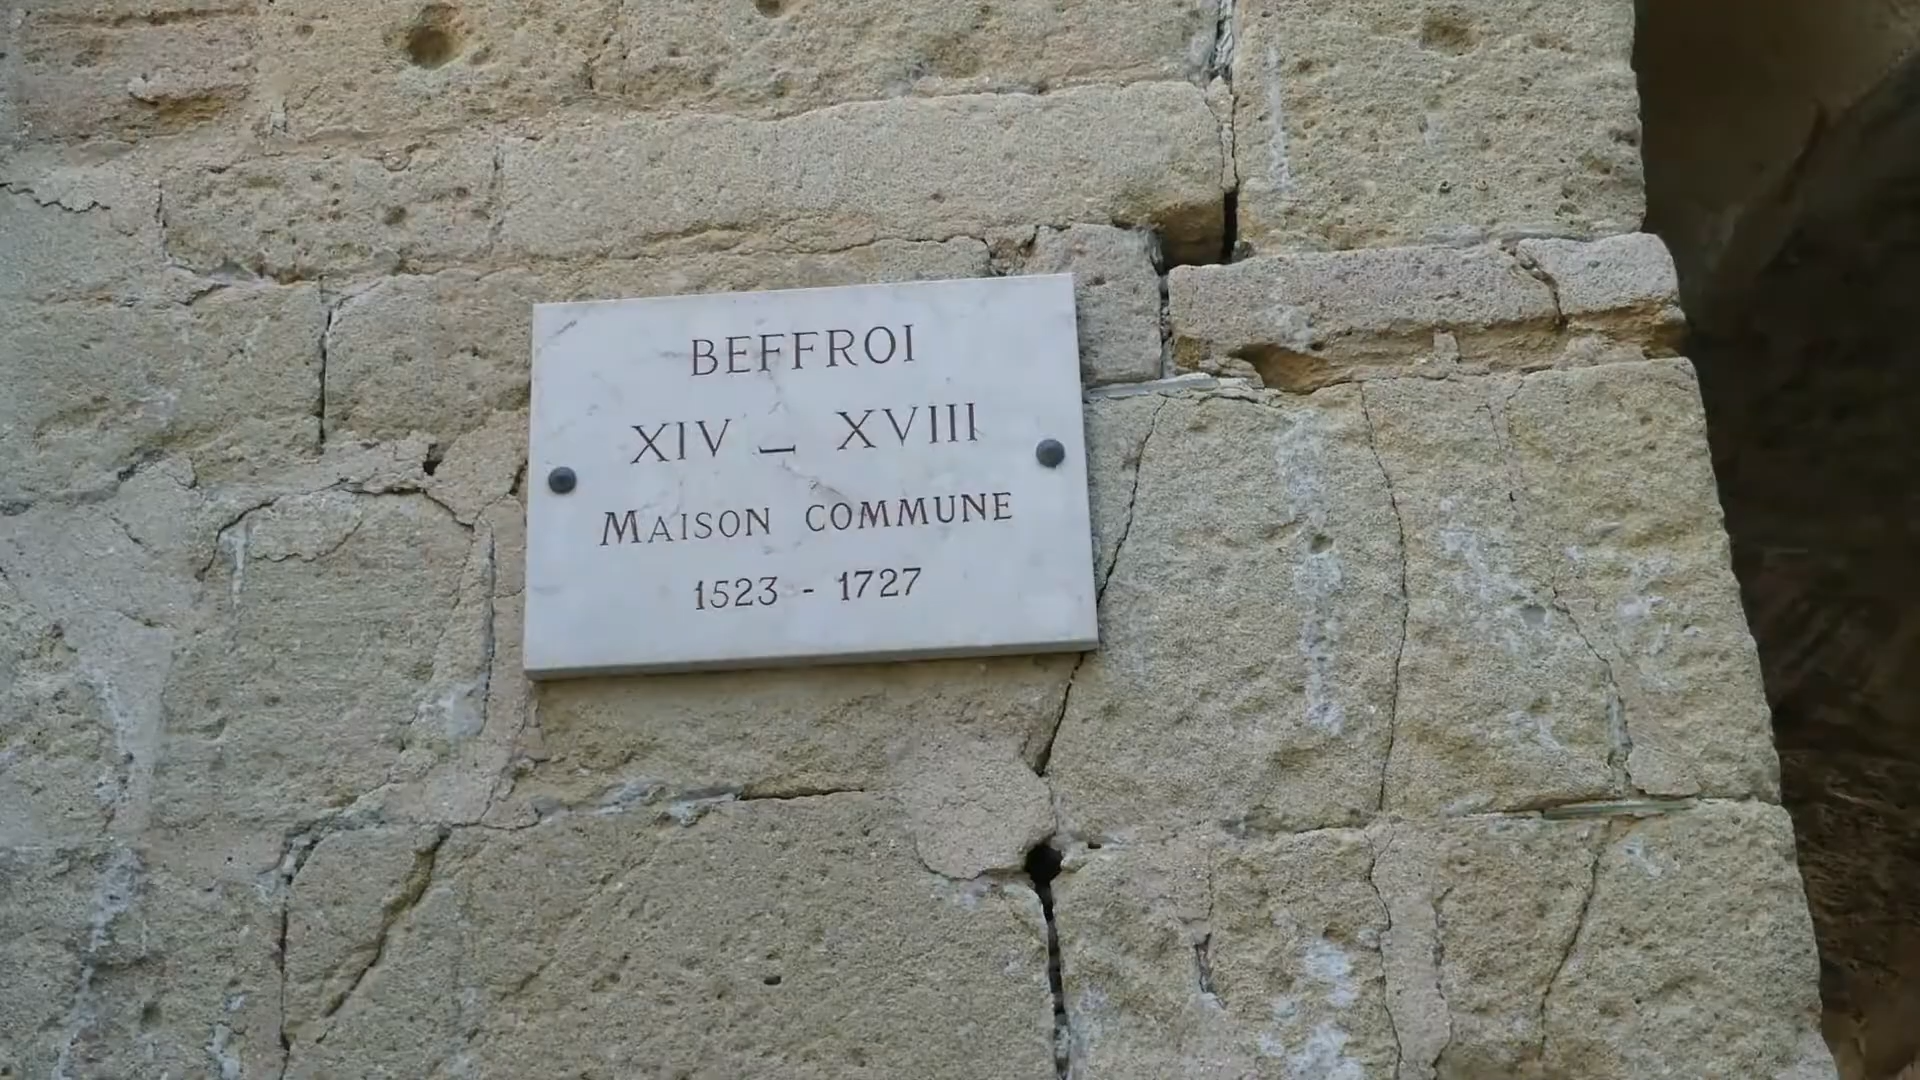 BEFFROI
XIV _ XVIII
MAISON COMMUNE
1523 - 1727